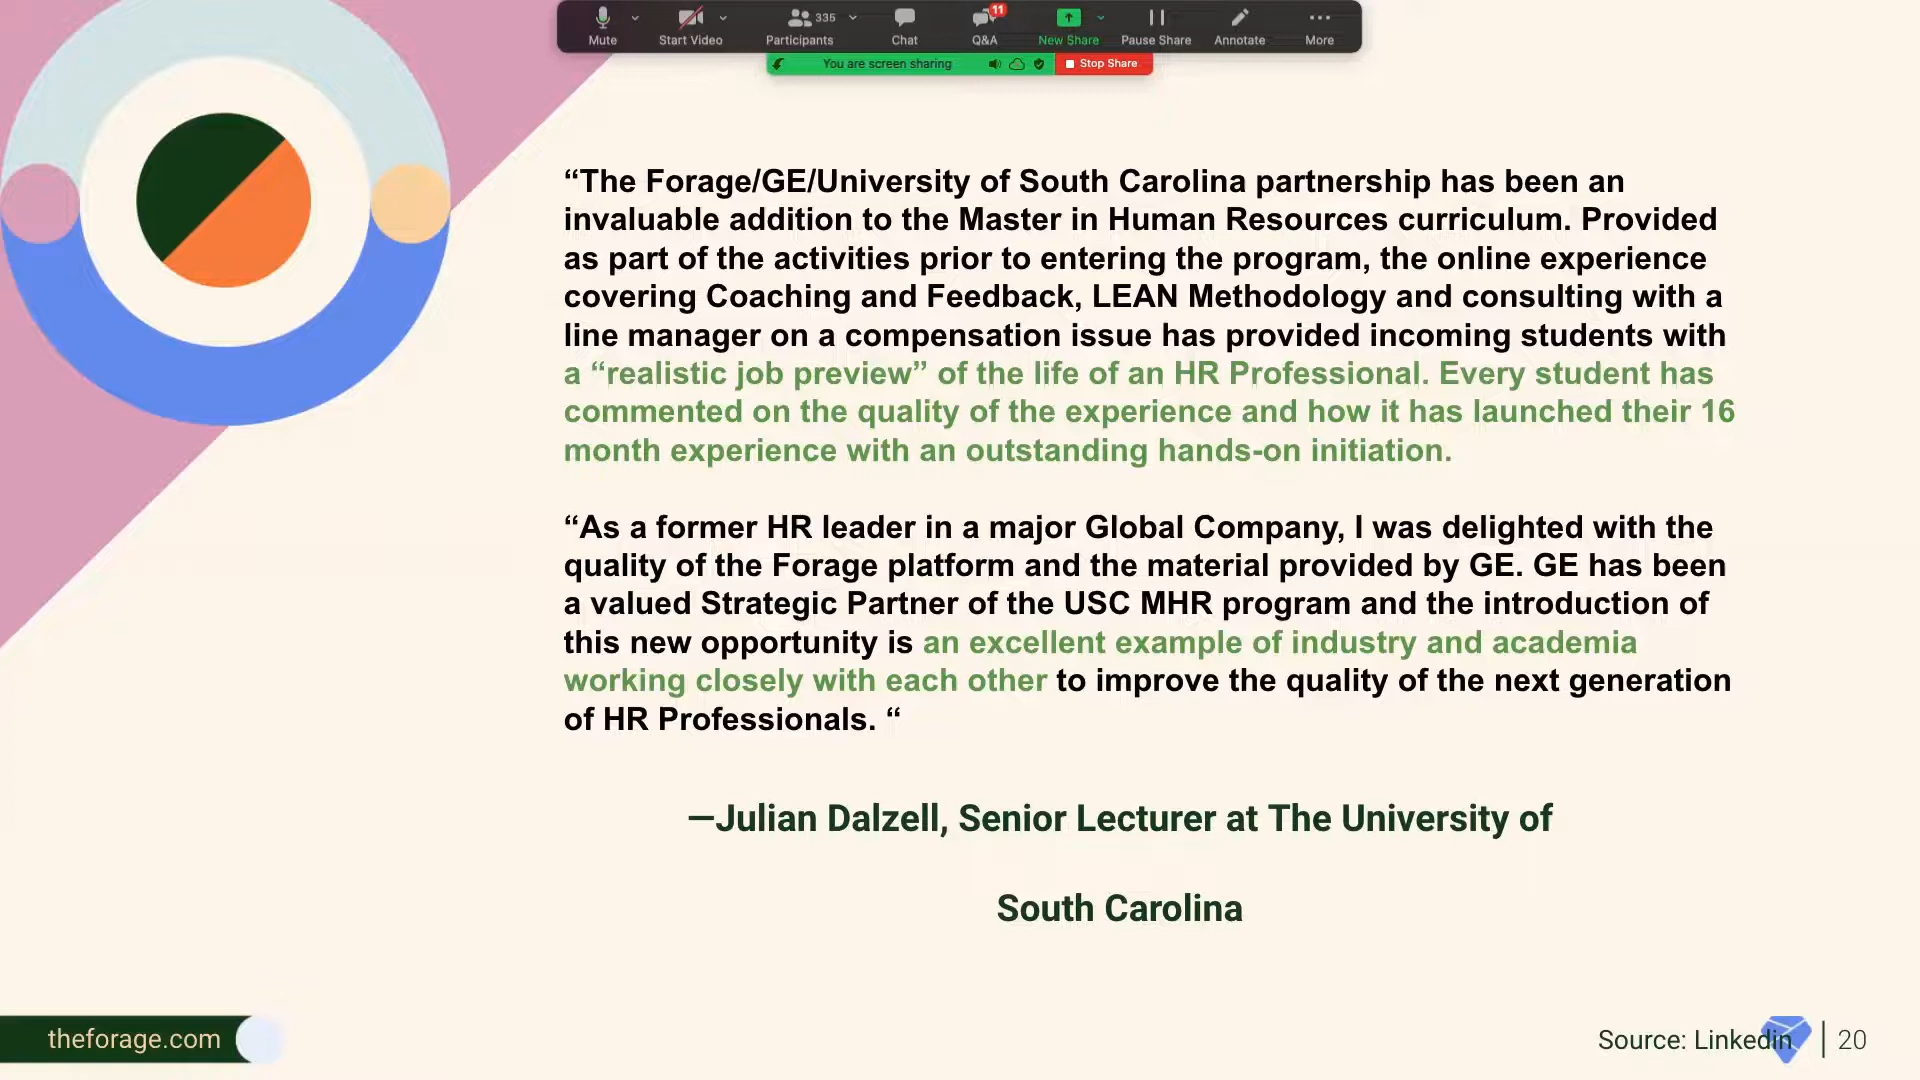 Mute
Start Video
Participants
335
Chat
Q&A
11
New Share
Pause Share
Annotate
More
You are screen sharing
Stop Share
“The Forage/GE/University of South Carolina partnership has been an
invaluable addition to the Master in Human Resources curriculum. Provided
as part of the activities prior to entering the program, the online experience
covering Coaching and Feedback, LEAN Methodology and consulting with a
line manager on a compensation issue has provided incoming students with
a “realistic job preview” of the life of an HR Professional. Every student has
commented on the quality of the experience and how it has launched their 16
month experience with an outstanding hands-on initiation.
“As a former HR leader in a major Global Company, I was delighted with the
quality of the Forage platform and the material provided by GE. GE has been
a valued Strategic Partner of the USC MHR program and the introduction of
this new opportunity is an excellent example of industry and academia
working closely with each other to improve the quality of the next generation
of HR Professionals. “
—Julian Dalzell, Senior Lecturer at The University of
South Carolina
theforage.com
Source: Linkedin
20